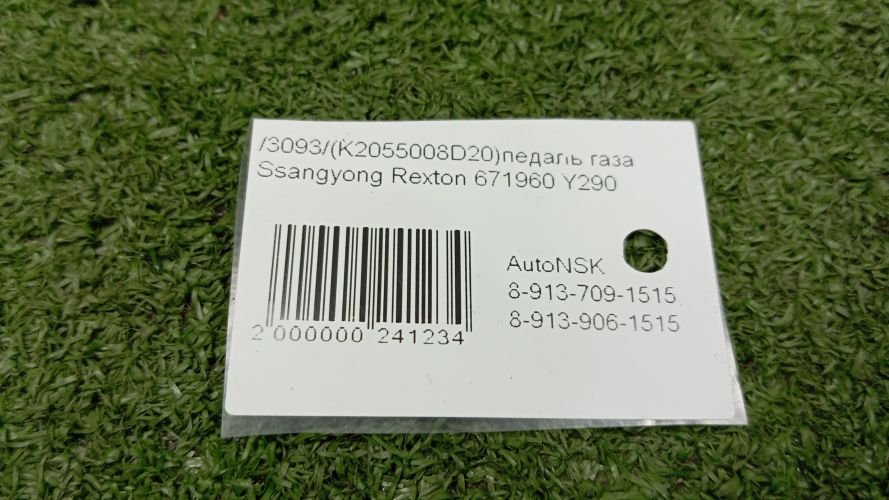 /3093/(K2055008D20)педаль газа
Ssangyong Rexton 671960 Y290
AutoNSK
8-913-709-1515
8-913-906-1515
2 000000 241234